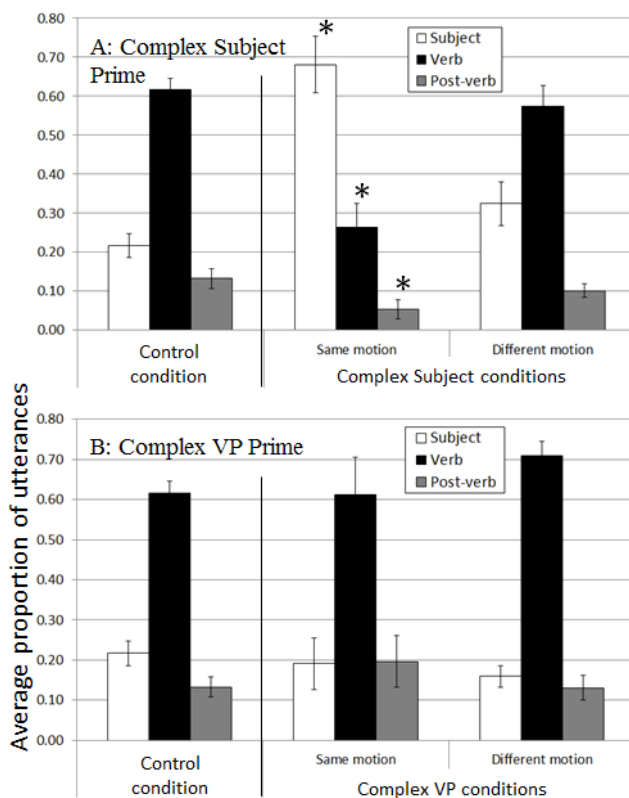 0.80
A: Complex Subject
Prime
Subject
Verb
Post-verb
*
*
*
0.70
0.60
0.50
0.40
0.30
0.20
0.10
0.00
Control
condition
Same motion
Different motion
Complex Subject conditions
Average proportion of utterances
0.80
B: Complex VP Prime
Subject
Verb
Post-verb
0.70
0.60
0.50
0.40
0.30
0.20
0.10
0.00
Control
condition
Same motion
Different motion
Complex VP conditions